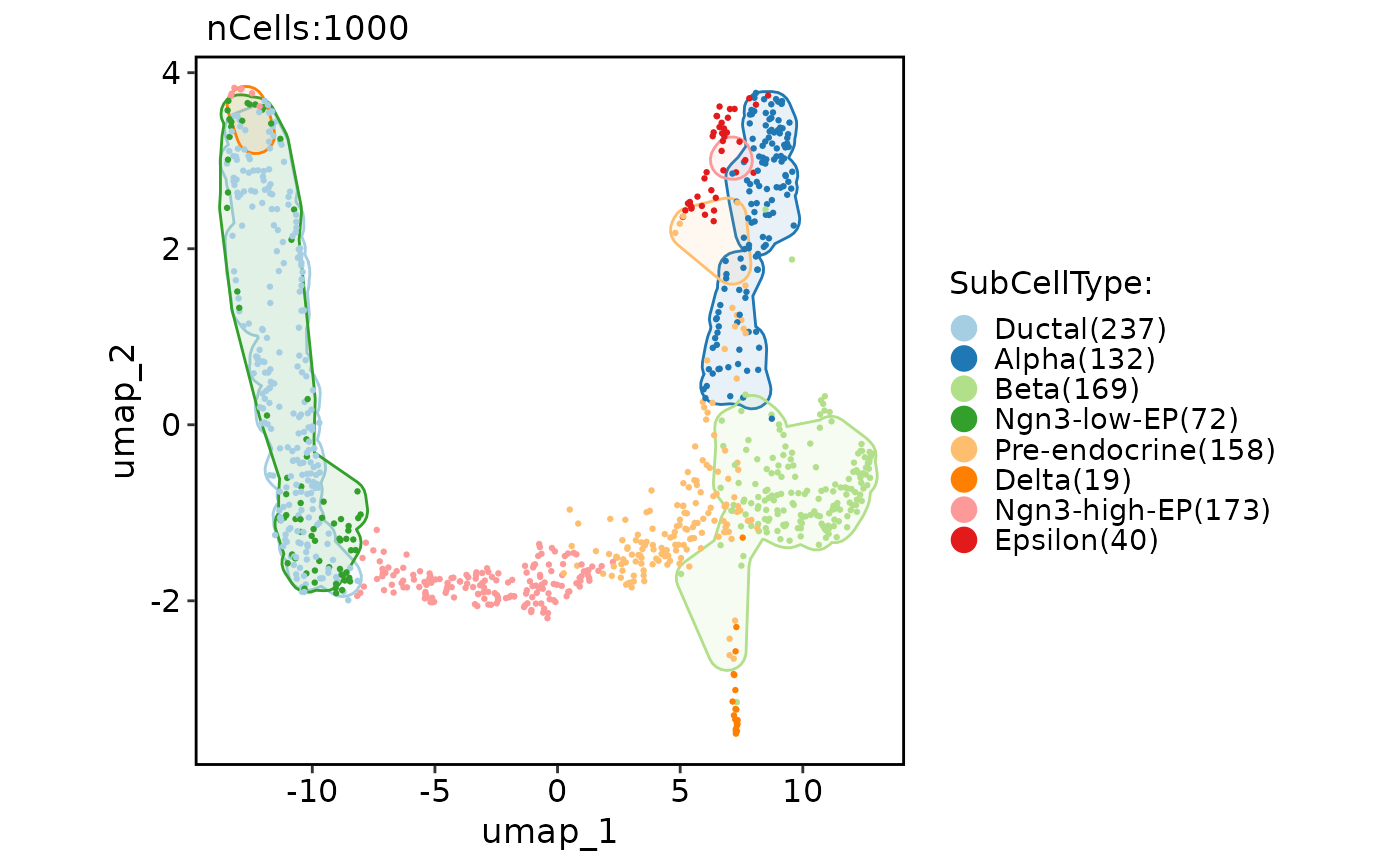 nCells:1000
4
2
0
-2
umap_2
-10
-5
0
5
10
umap_1
SubCellType:
Ductal(237)
Alpha(132)
Beta(169)
Ngn3-low-EP(72)
Pre-endocrine(158)
Delta(19)
Ngn3-high-EP(173)
Epsilon(40)